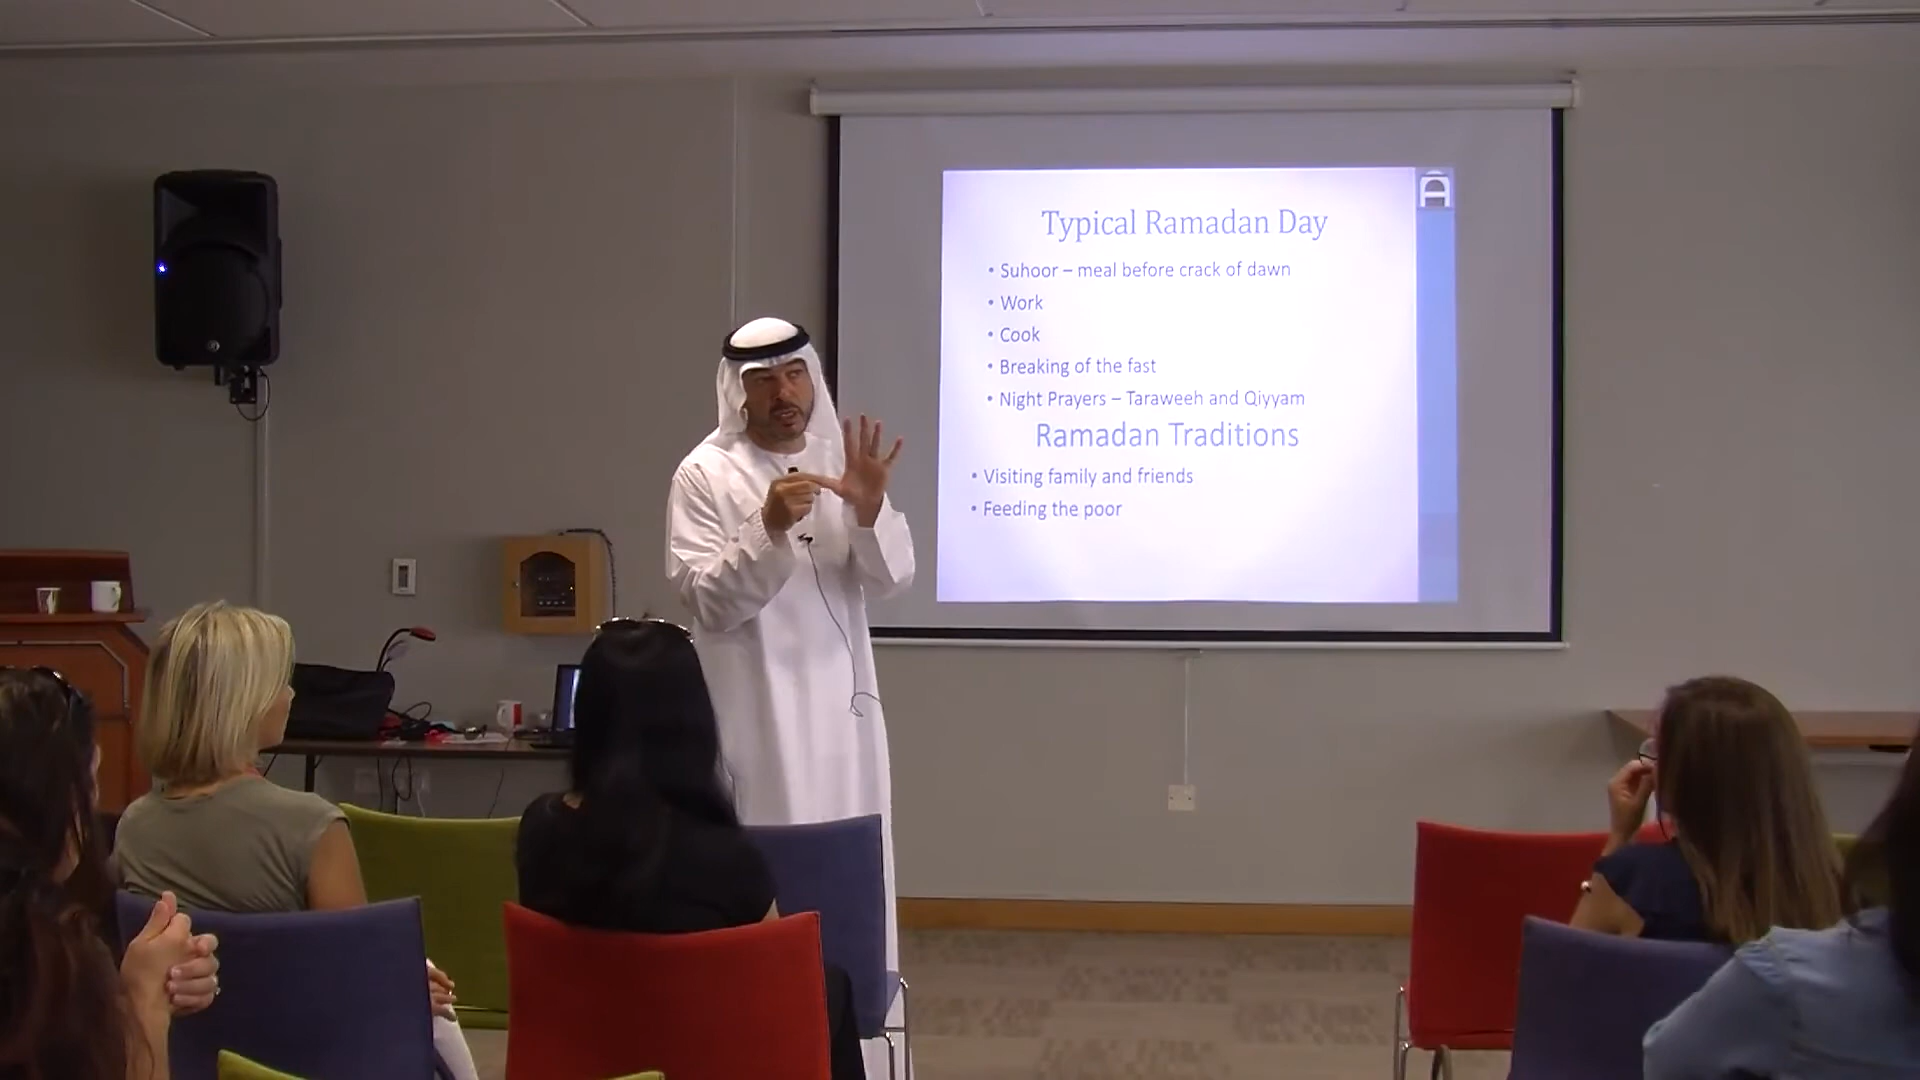 Typical Ramadan Day
• Suhoor – meal before crack of dawn
• Work
• Cook
• Breaking of the fast
• Night Prayers – Taraweeh and Qiyyam
Ramadan Traditions
• Visiting family and friends
• Feeding the poor